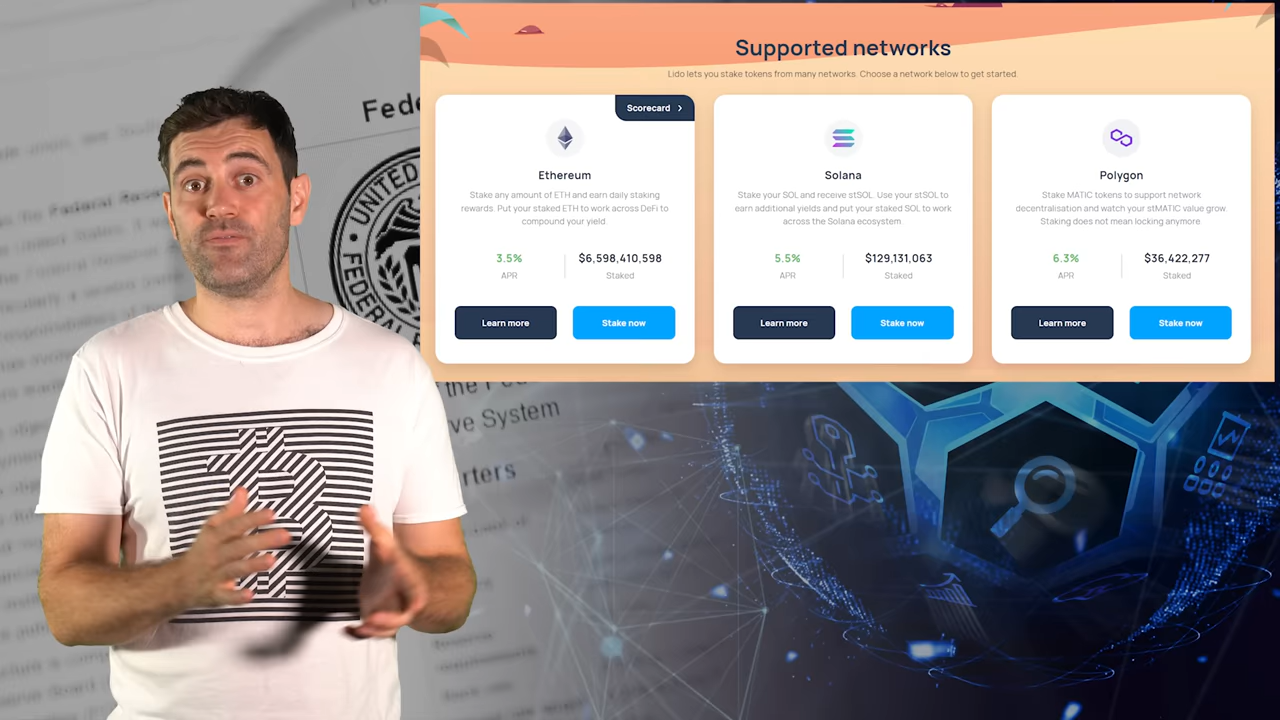 Supported networks
Lido lets you stake tokens from many networks. Choose a network below to get started.
Scorecard
Ethereum
Stake any amount of ETH and earn daily staking
rewards. Put your staked ETH to work across DeFi to
compound your yield.
3.5%
$6,598,410,598
APR
Staked
Learn more
Stake now
Solana
Stake your SOL and receive stSOL. Use your stSOL to
earn additional yields and put your staked SOL to work
across the Solana ecosystem.
5.5%
$129,131,063
APR
Staked
Learn more
Stake now
Polygon
Stake MATIC tokens to support network
decentralisation and watch your stMATIC value grow.
Staking does not mean locking anymore
6.3%
$36,422,277
APR
Staked
Learn more
Stake now
UNITED
FEDERAL
the
ve System
rters